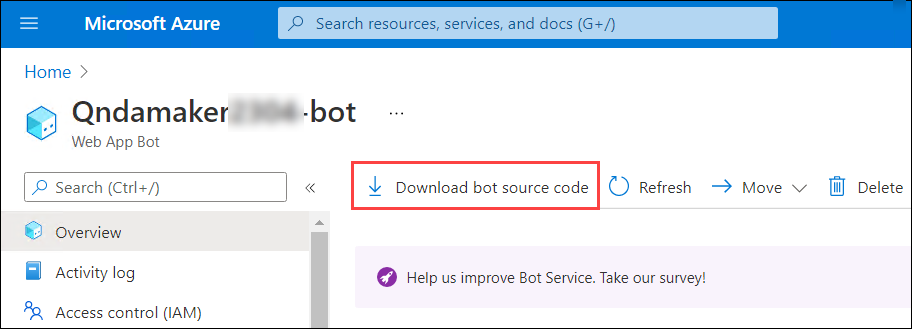 Microsoft Azure
Search resources, services, and docs (G+/)
Home
Qndamaker -bot
Web App Bot
Search (Ctrl+/)
Download bot source code
Refresh
Move
Delete
Overview
Activity log
Access control (IAM)
Help us improve Bot Service. Take our survey!